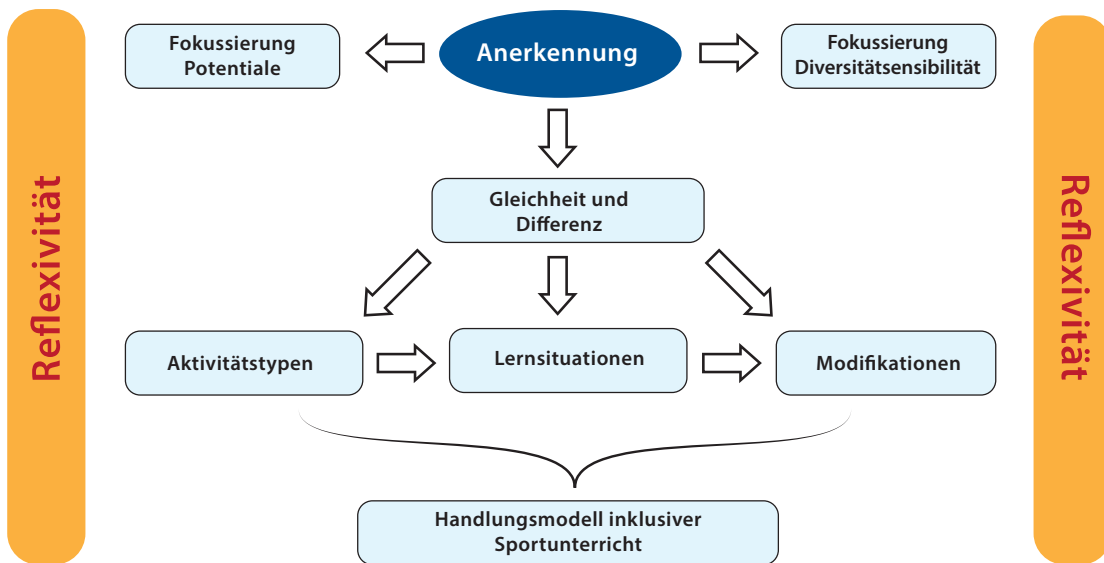 Reflexivität
Fokussierung
Potentiale
Anerkennung
Fokussierung
Diversitätsensibilität
Gleichheit und
Differenz
Aktivitätstypen
Lernsituationen
Modifikationen
Handlungsmodell inklusiver
Sportunterricht
Reflexivität